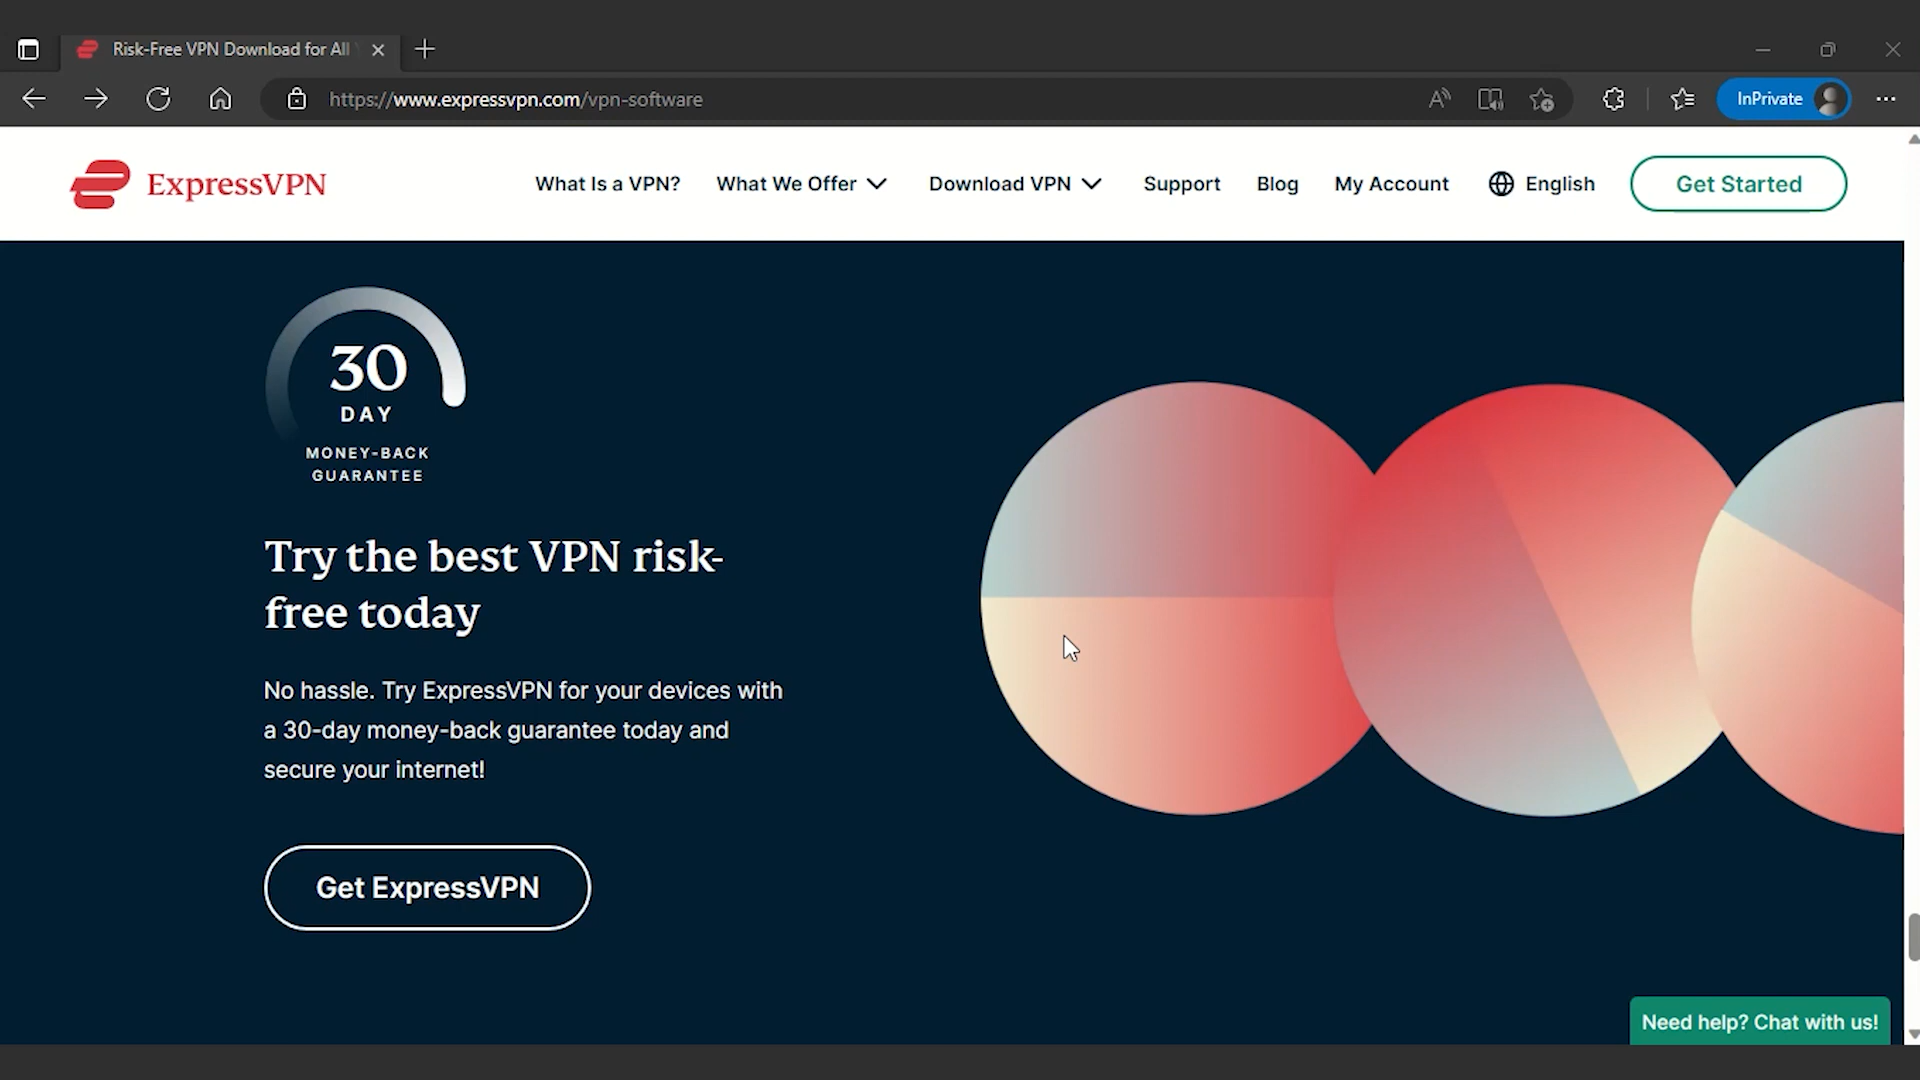 Risk-Free VPN Download for All
https://www.expressvpn.com/vpn-software
InPrivate
ExpressVPN
What Is a VPN?
What We Offer
Download VPN
Support
Blog
My Account
English
Get Started
30
DAY
MONEY-BACK
GUARANTEE
Try the best VPN risk-
free today
No hassle. Try ExpressVPN for your devices with
a 30-day money-back guarantee today and
secure your internet!
Get ExpressVPN
Need help? Chat with us!